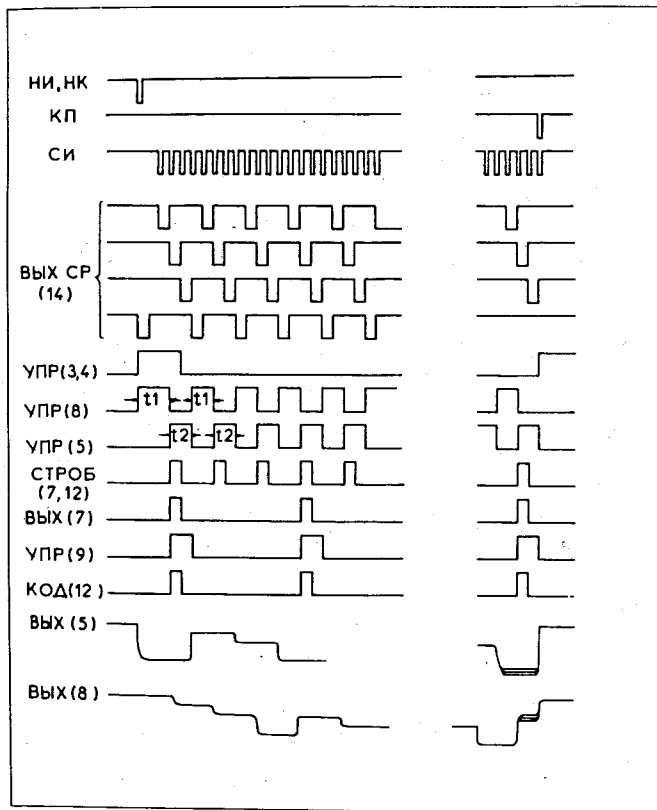 НИ, НК
КП
СИ
ВЫХ СР
(14)
УПР(3,4)
УПР(8)
t1 t1
УПР(5)
t2 t2
СТРОБ
(7,12)
ВЫХ(7)
УПР(9)
КОД(12)
ВЫХ(5)
ВЫХ(8)